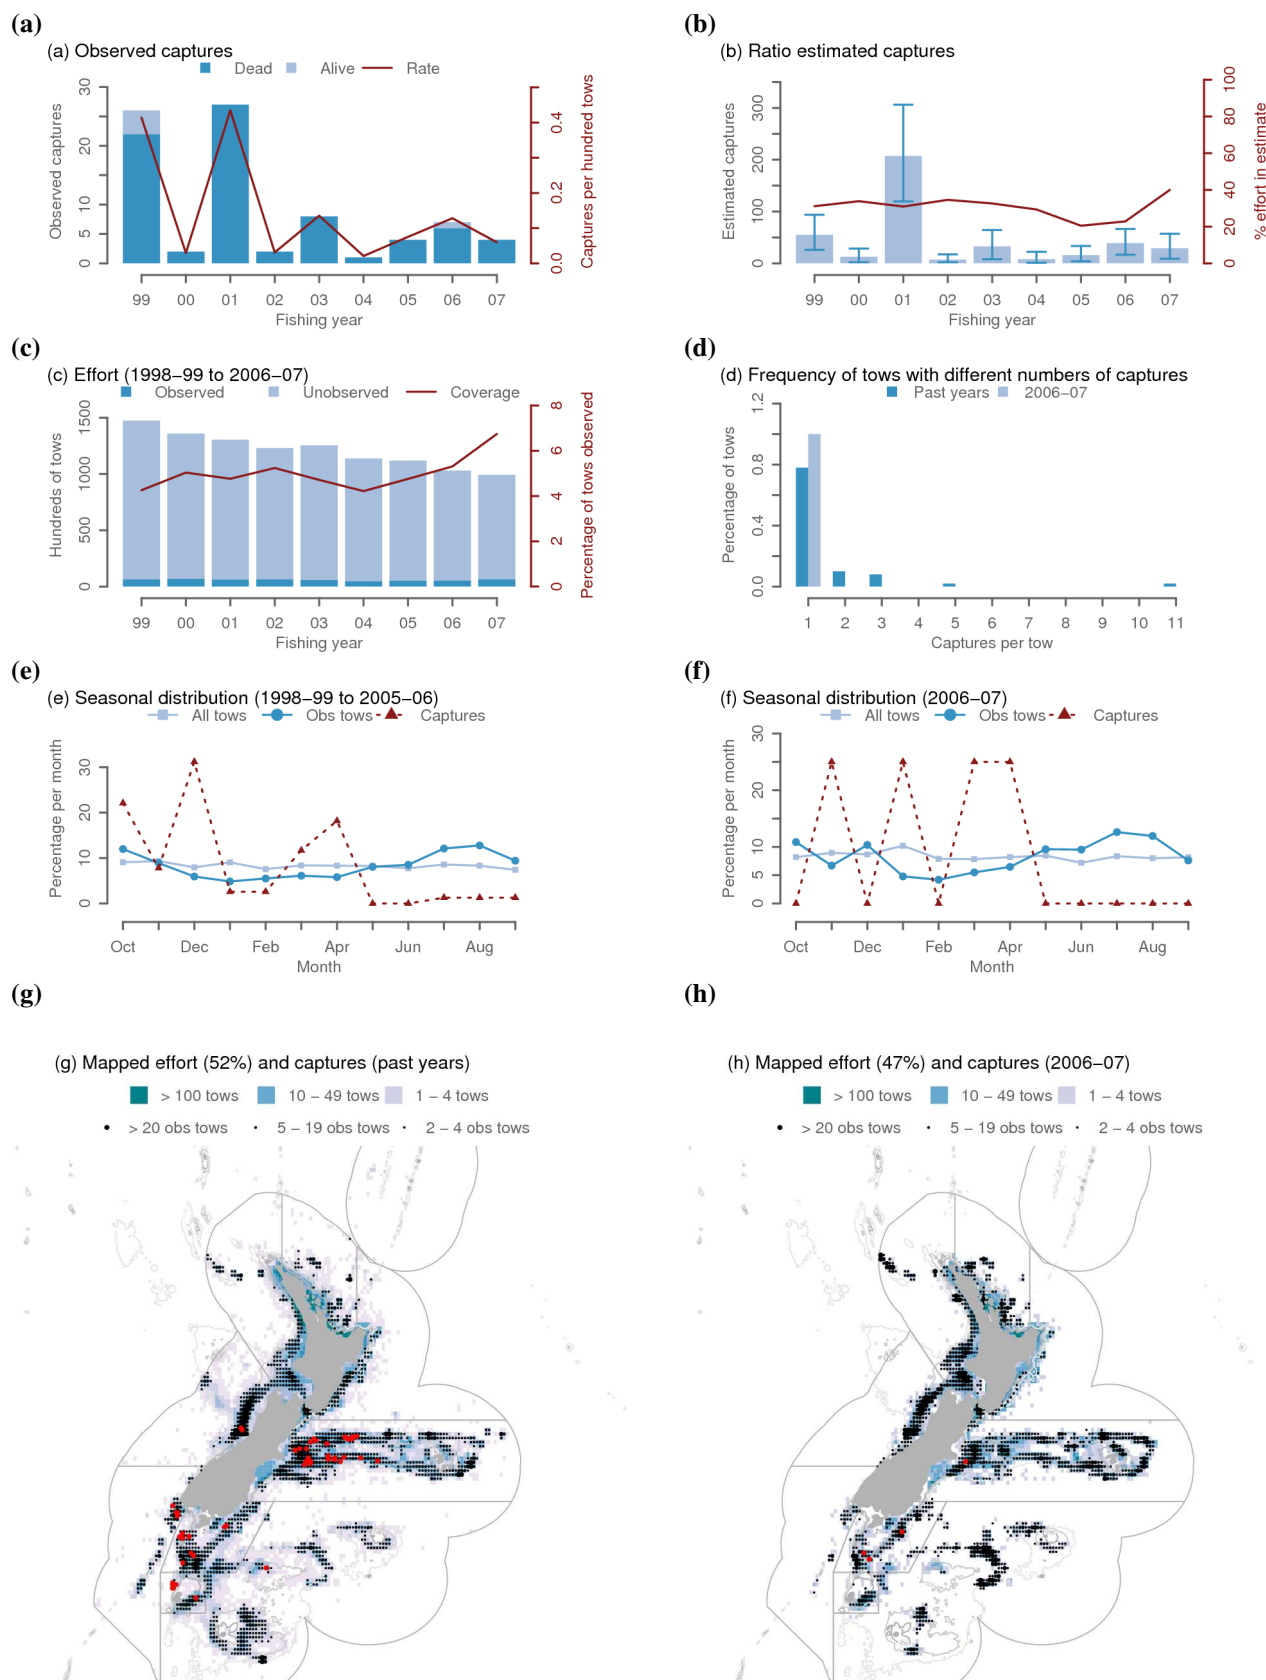 (a)
(a) Observed captures
Dead Alive Rate
Observed captures
0 5 10 20 30
Captures per hundred tows
0.0 0.2 0.4
99 00 01 02 03 04 05 06 07
Fishing year
(b)
(b) Ratio estimated captures
Estimated captures
0 100 200 300
% effort in estimate
0 20 40 60 80 100
99 00 01 02 03 04 05 06 07
Fishing year
(c)
(c) Effort (1998–99 to 2006–07)
Observed Unobserved Coverage
Hundreds of tows
0 500 1000 1500
Percentage of tows observed
0 2 4 6 8
99 00 01 02 03 04 05 06 07
Fishing year
(d)
(d) Frequency of tows with different numbers of captures
Past years 2006–07
Percentage of tows
0.0 0.4 0.8 1.2
1 2 3 4 5 6 7 8 9 10 11
Captures per tow
(e)
(e) Seasonal distribution (1998–99 to 2005–06)
All tows Obs tows Captures
Percentage per month
0 10 20 30
Oct Dec Feb Apr Jun Aug
Month
(f)
(f) Seasonal distribution (2006–07)
All tows Obs tows Captures
Percentage per month
0 5 10 20 30
Oct Dec Feb Apr Jun Aug
Month
(g)
(g) Mapped effort (52%) and captures (past years)
> 100 tows 10 – 49 tows 1 – 4 tows
> 20 obs tows 5 – 19 obs tows 2 – 4 obs tows
(h)
(h) Mapped effort (47%) and captures (2006–07)
> 100 tows 10 – 49 tows 1 – 4 tows
> 20 obs tows 5 – 19 obs tows 2 – 4 obs tows